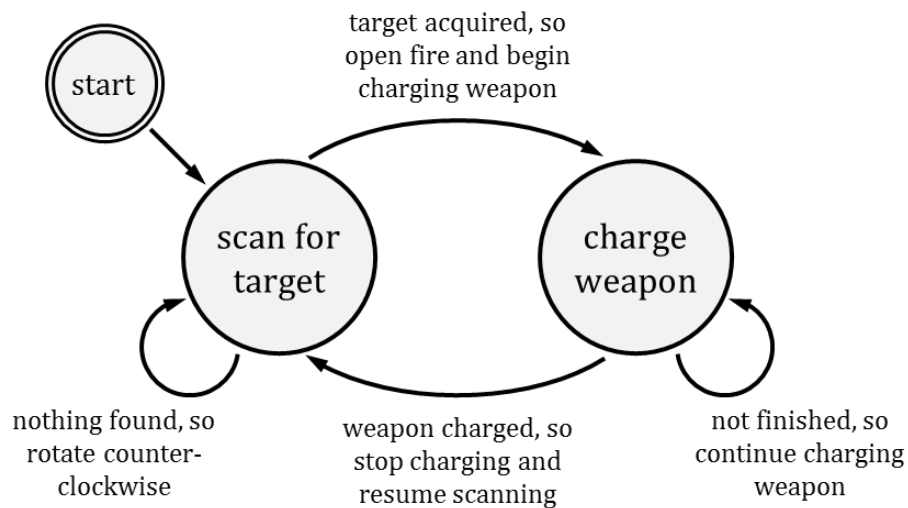 target acquired, so
open fire and begin
charging weapon
start
scan for
target
charge
weapon
nothing found, so
rotate counter-
clockwise
weapon charged, so
stop charging and
resume scanning
not finished, so
continue charging
weapon